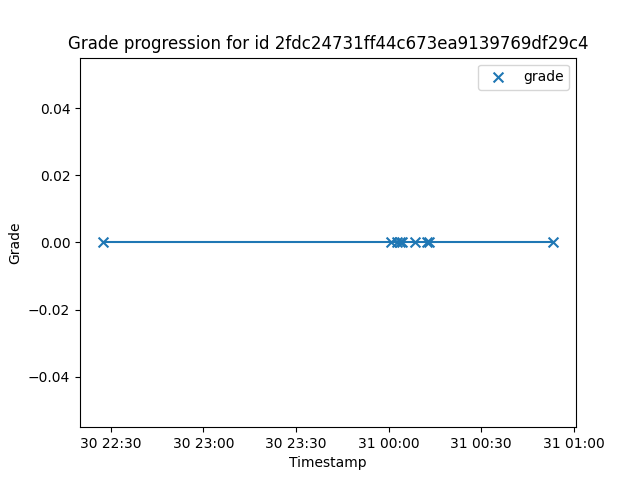 Grade progression for id 2fdc24731ff44c673ea9139769df29c4
grade
0.04
0.02
0.00
−0.02
−0.04
Grade
30 22:30 30 23:00 30 23:30 31 00:00 31 00:30 31 01:00
Timestamp